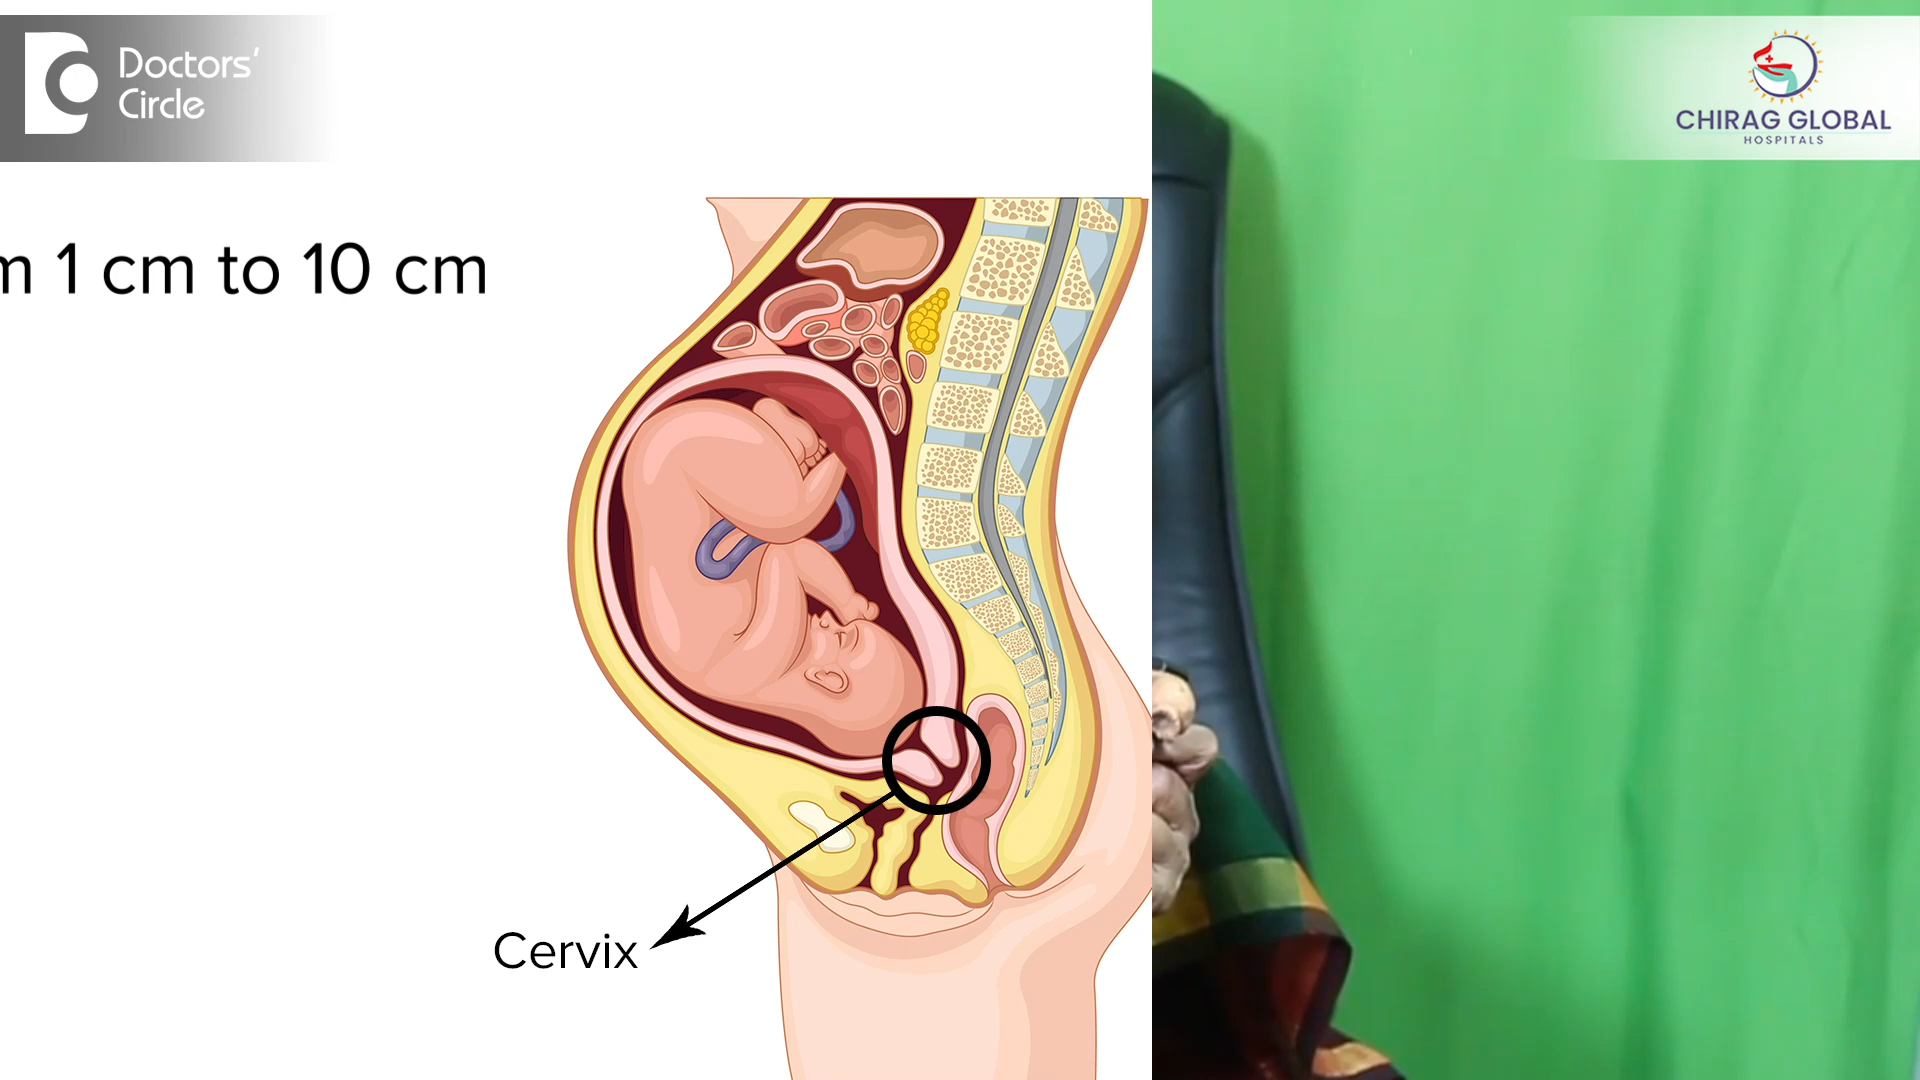 Doctors'
Circle
CHIRAG GLOBAL
HOSPITALS
m 1 cm to 10 cm
Cervix